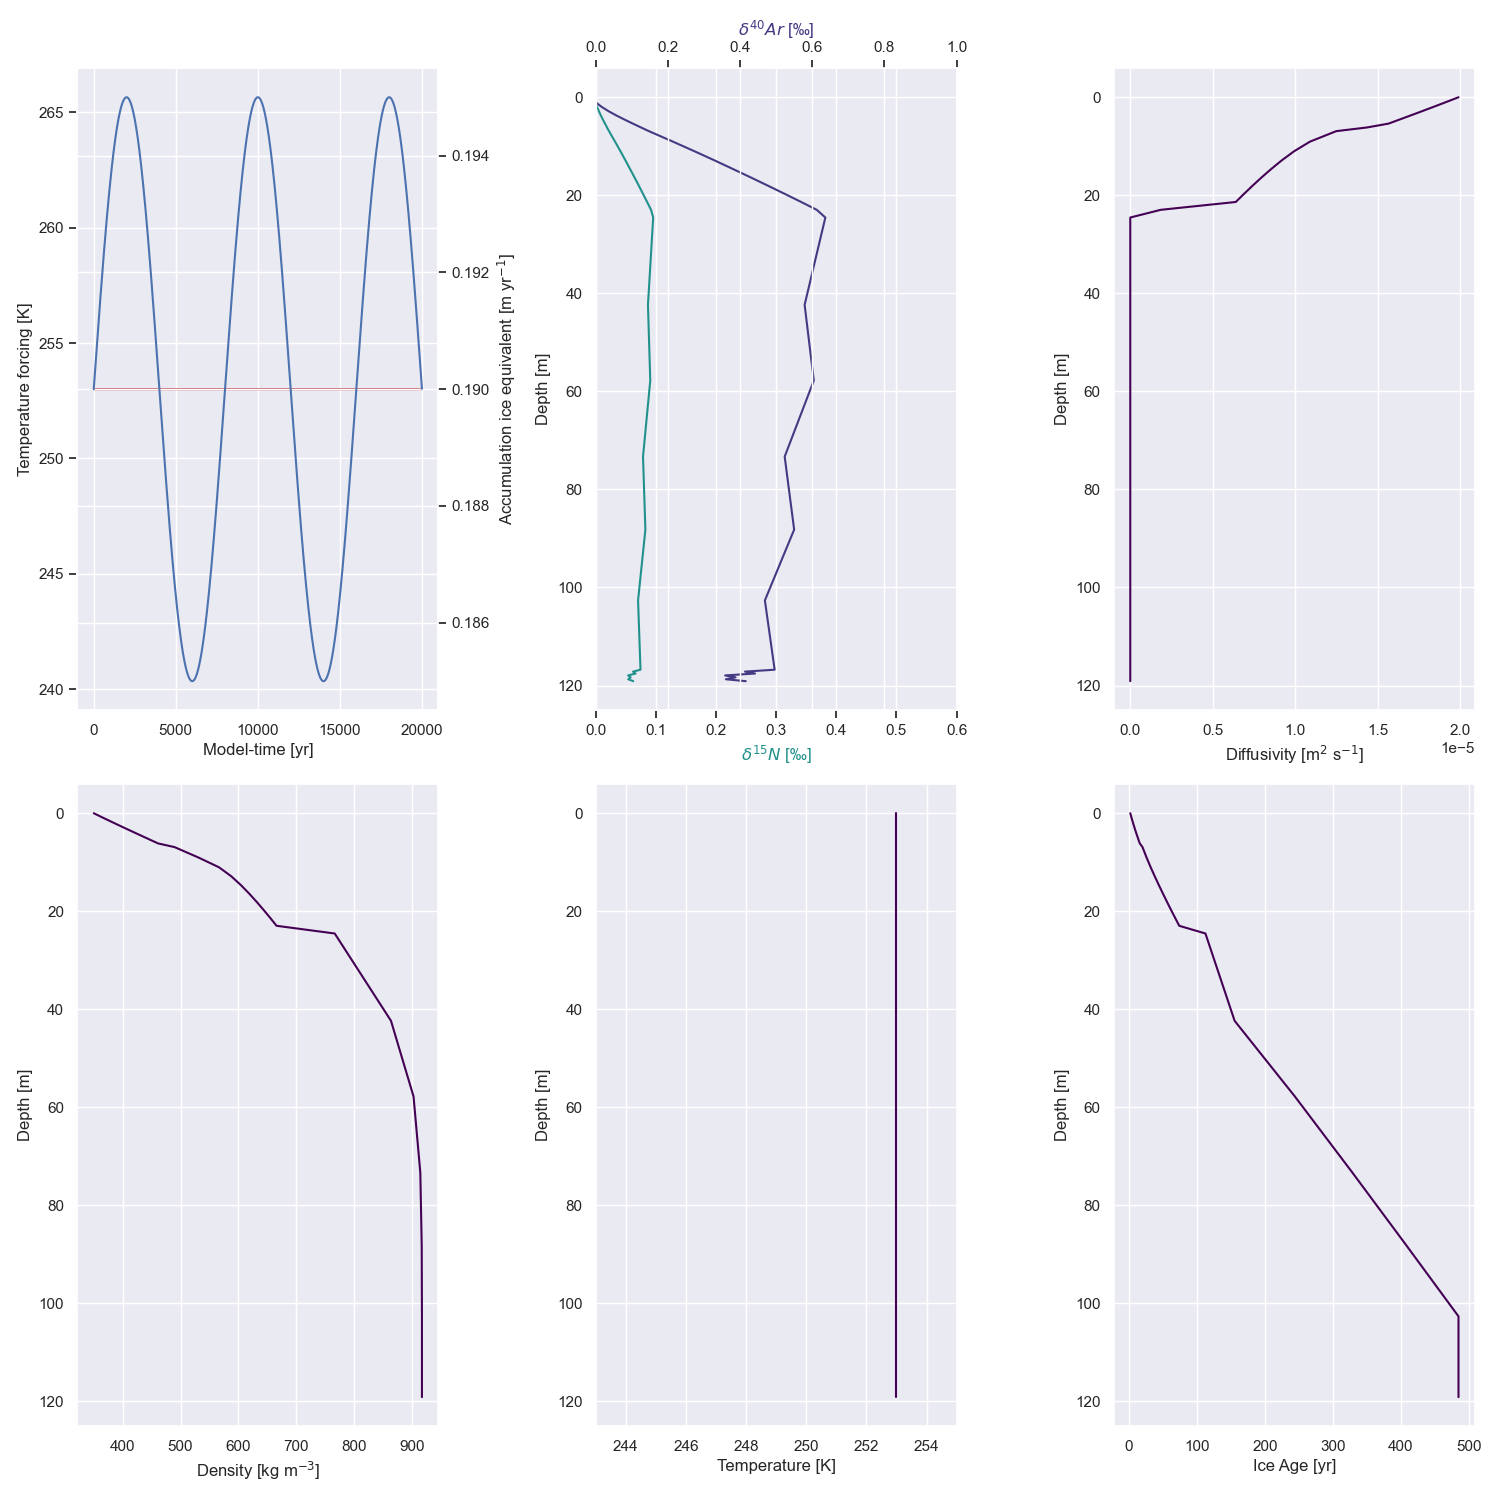 δ⁴⁰Ar [‰]
0.0 0.2 0.4 0.6 0.8 1.0
265
260
255
250
245
240
Temperature forcing [K]
0 5000 10000 15000 20000
Model-time [yr]
0.194
0.192
0.190
0.188
0.186
Accumulation ice equivalent [m yr⁻¹]
0
20
40
60
80
100
120
Depth [m]
0.0 0.1 0.2 0.3 0.4 0.5 0.6
δ¹⁵N [‰]
0
20
40
60
80
100
120
Depth [m]
0.0 0.5 1.0 1.5 2.0
1e−5
Diffusivity [m² s⁻¹]
0
20
40
60
80
100
120
Depth [m]
400 500 600 700 800 900
Density [kg m⁻³]
0
20
40
60
80
100
120
Depth [m]
244 246 248 250 252 254
Temperature [K]
0
20
40
60
80
100
120
Depth [m]
0 100 200 300 400 500
Ice Age [yr]